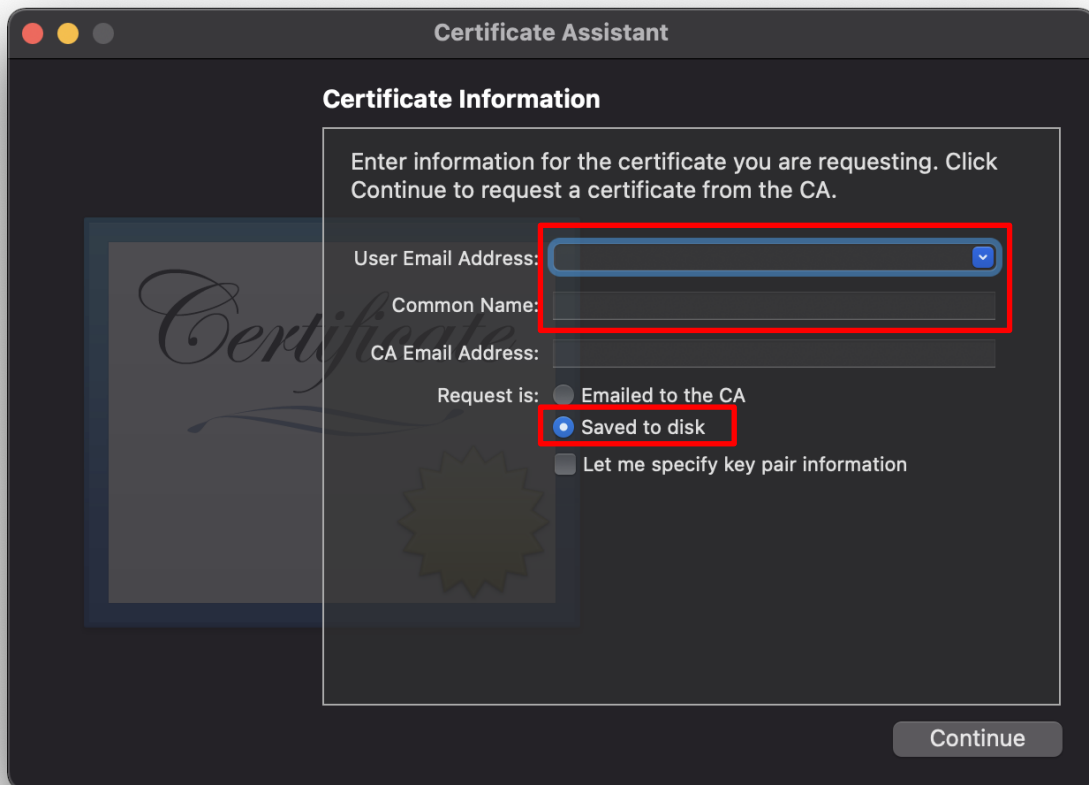 Certificate Assistant
Certificate Information
Enter information for the certificate you are requesting. Click
Continue to request a certificate from the CA.
User Email Address:
Common Name:
CA Email Address:
Request is: Emailed to the CA
Saved to disk
Let me specify key pair information
Certificate
Continue